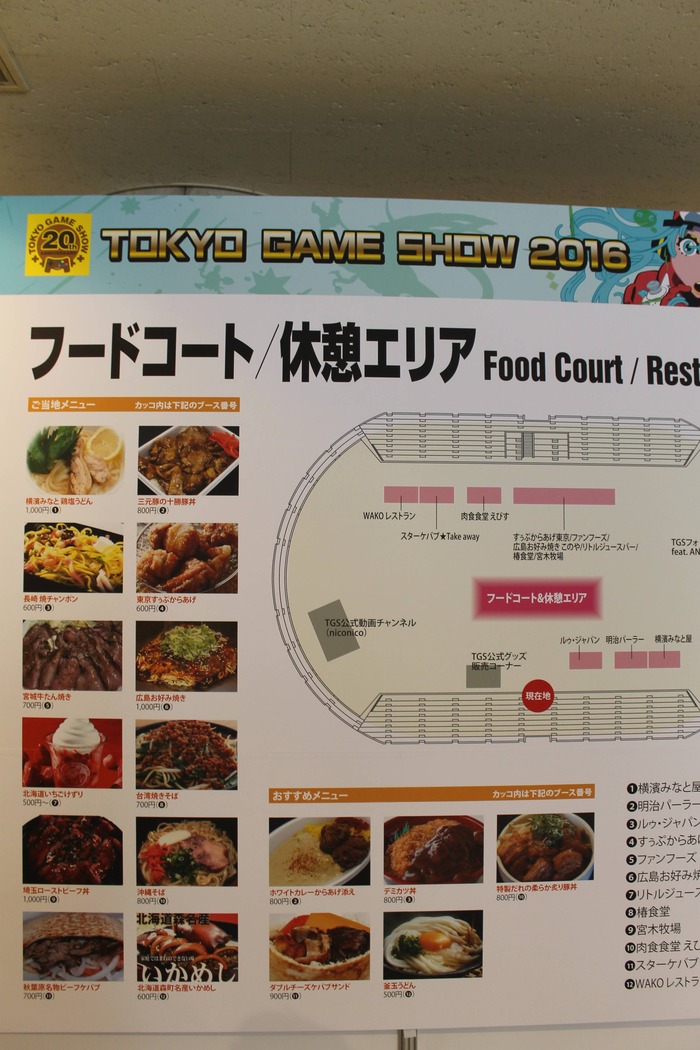 TOKYO GAME SHOW
20th
TOKYO GAME SHOW 2016
フードコート/休憩エリア Food Court / Rest
ご当地メニュー カッコ内は下記のブース番号
横濱みなと 鶏塩うどん
1,000円(❶)
三元豚の十勝豚丼
800円(❷)
長崎 焼チャンポン
600円(❸)
東京すぅぷからあげ
600円(❹)
宮城牛たん焼き
700円(❺)
広島お好み焼き
1,000円(❻)
北海道いちごけずり
500円～(❼)
台湾焼きそば
700円(❽)
埼玉ローストビーフ丼
1,000円(❾)
沖縄そば
800円(❿)
秋葉原名物ビーフケバブ
700円(⓫)
北海道森名産
いかめし
北海道森町名産いかめし
600円(⓬)
WAKO レストラン
スターケバブ★Take away
肉食食堂 えびす
すぅぷからあげ東京/ファンフーズ/
広島お好み焼き このや/リトルジュースバー/
椿食堂/宮木牧場
TGSフォ
feat. AN
フードコート&休憩エリア
TGS公式動画チャンネル
(niconico)
TGS公式グッズ
販売コーナー
ルゥ・ジャパン
明治パーラー
横濱みなと屋
現在地
おすすめメニュー カッコ内は下記のブース番号
ホワイトカレーからあげ添え
800円(❷)
デミカツ丼
800円(❸)
特製だれの柔らか炙り豚丼
800円(❿)
ダブルチーズケバブサンド
900円(⓫)
釜玉うどん
500円(⓬)
❶横濱みなと屋
❷明治パーラー
❸ルゥ・ジャパン
❹すぅぷからあ
❺ファンフーズ
❻広島お好み焼
❼リトルジュース
❽椿食堂
❾宮木牧場
❿肉食食堂 えび
⓫スターケバブ
⓬WAKO レストラ